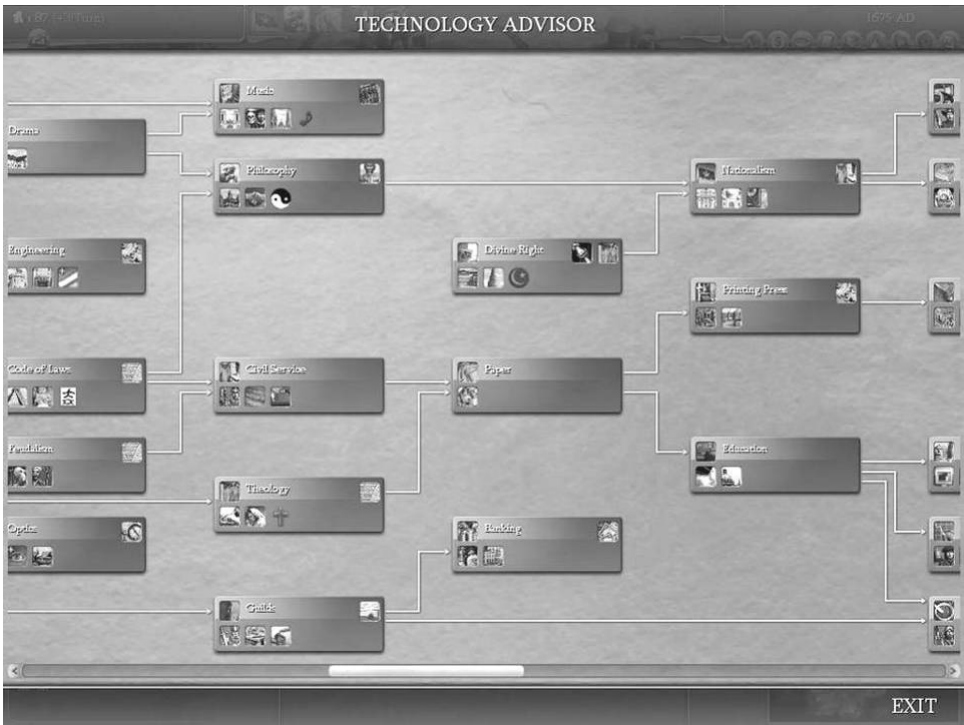 TECHNOLOGY ADVISOR
1675 AD
Music
Drama
Philosophy
Nationalism
Engineering
Divine Right
Printing Press
Code of Laws
Civil Service
Paper
Feudalism
Education
Theology
Optics
Banking
Guilds
EXIT